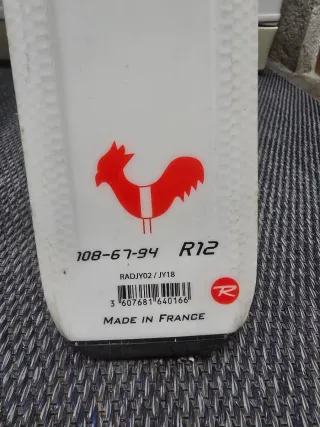 108-67-94 R12
RADJY02 / JY18
3 607681 640166
R
MADE IN FRANCE